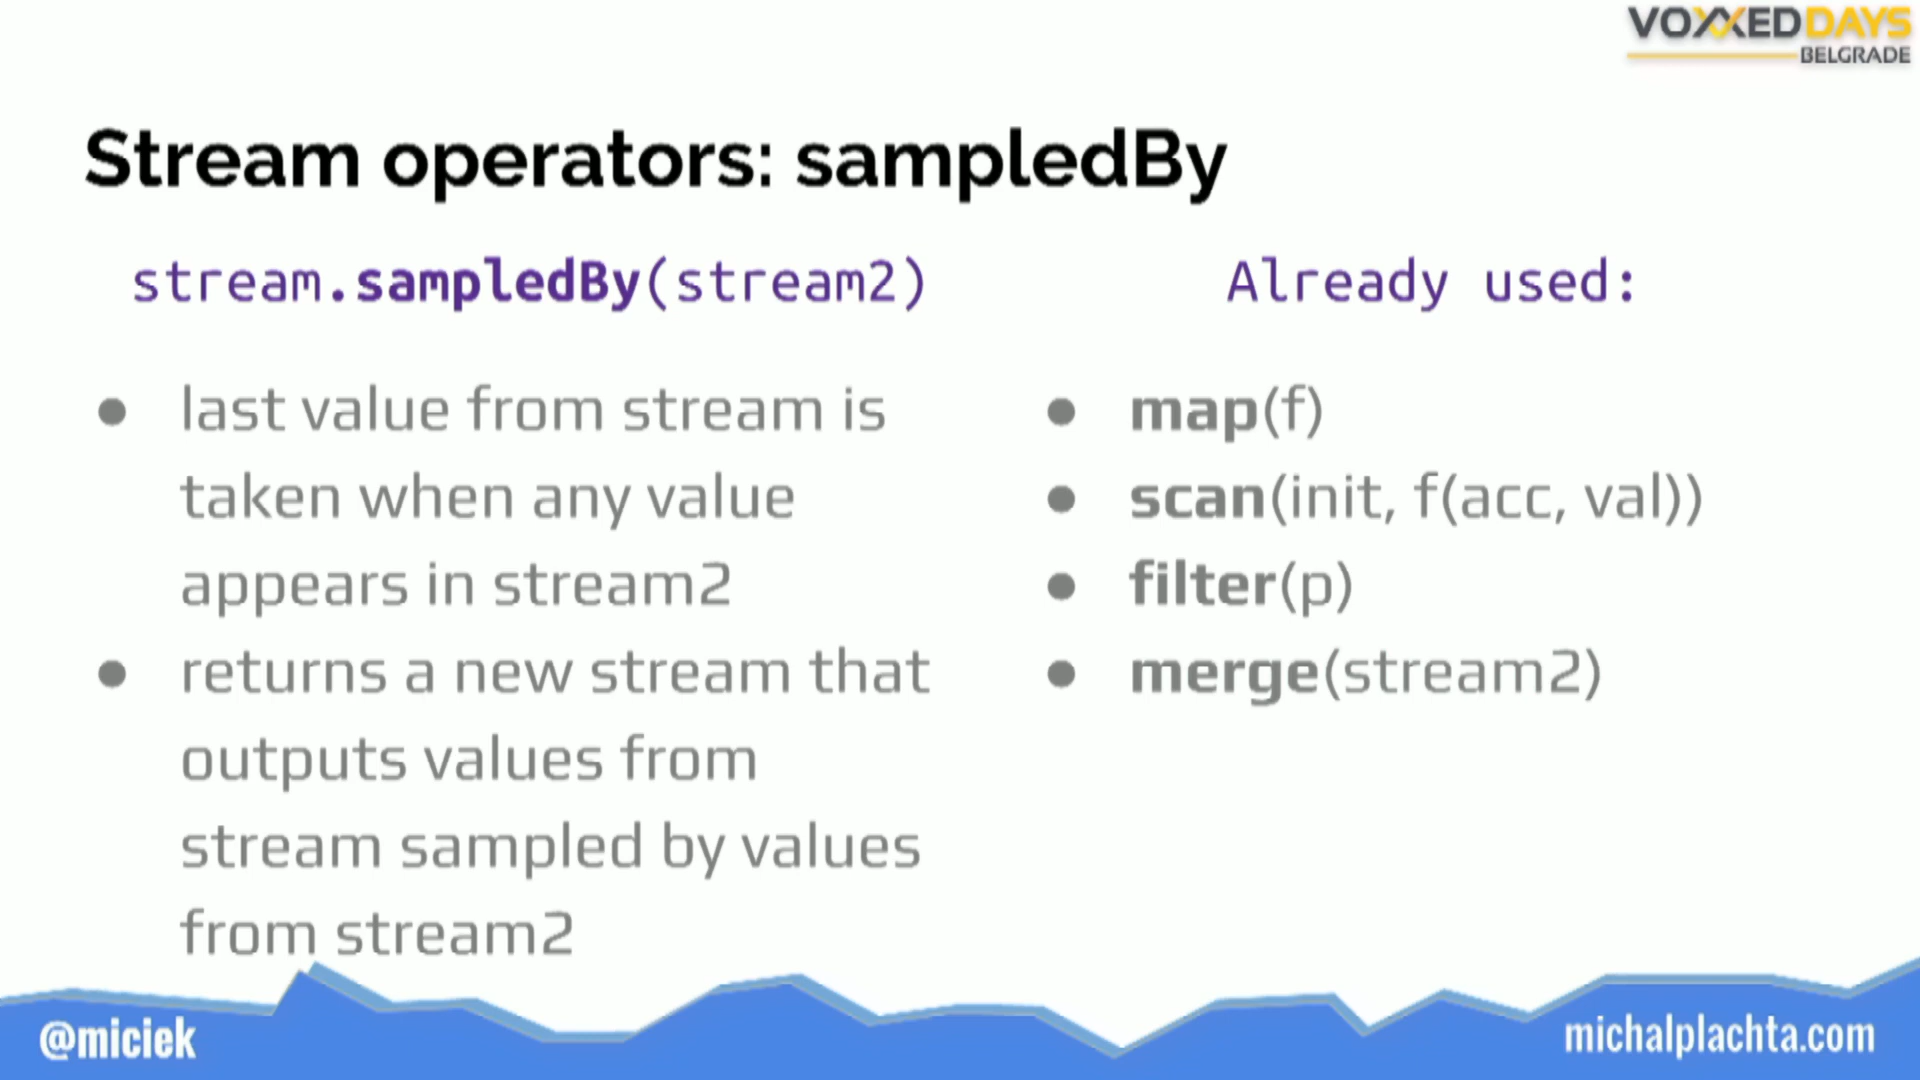 VOXXEDDAYS
BELGRADE
Stream operators: sampledBy
stream.sampledBy(stream2)
● last value from stream is
taken when any value
appears in stream2
● returns a new stream that
outputs values from
stream sampled by values
from stream2
Already used:
● map(f)
● scan(init, f(acc, val))
● filter(p)
● merge(stream2)
@miciek
michalplachta.com